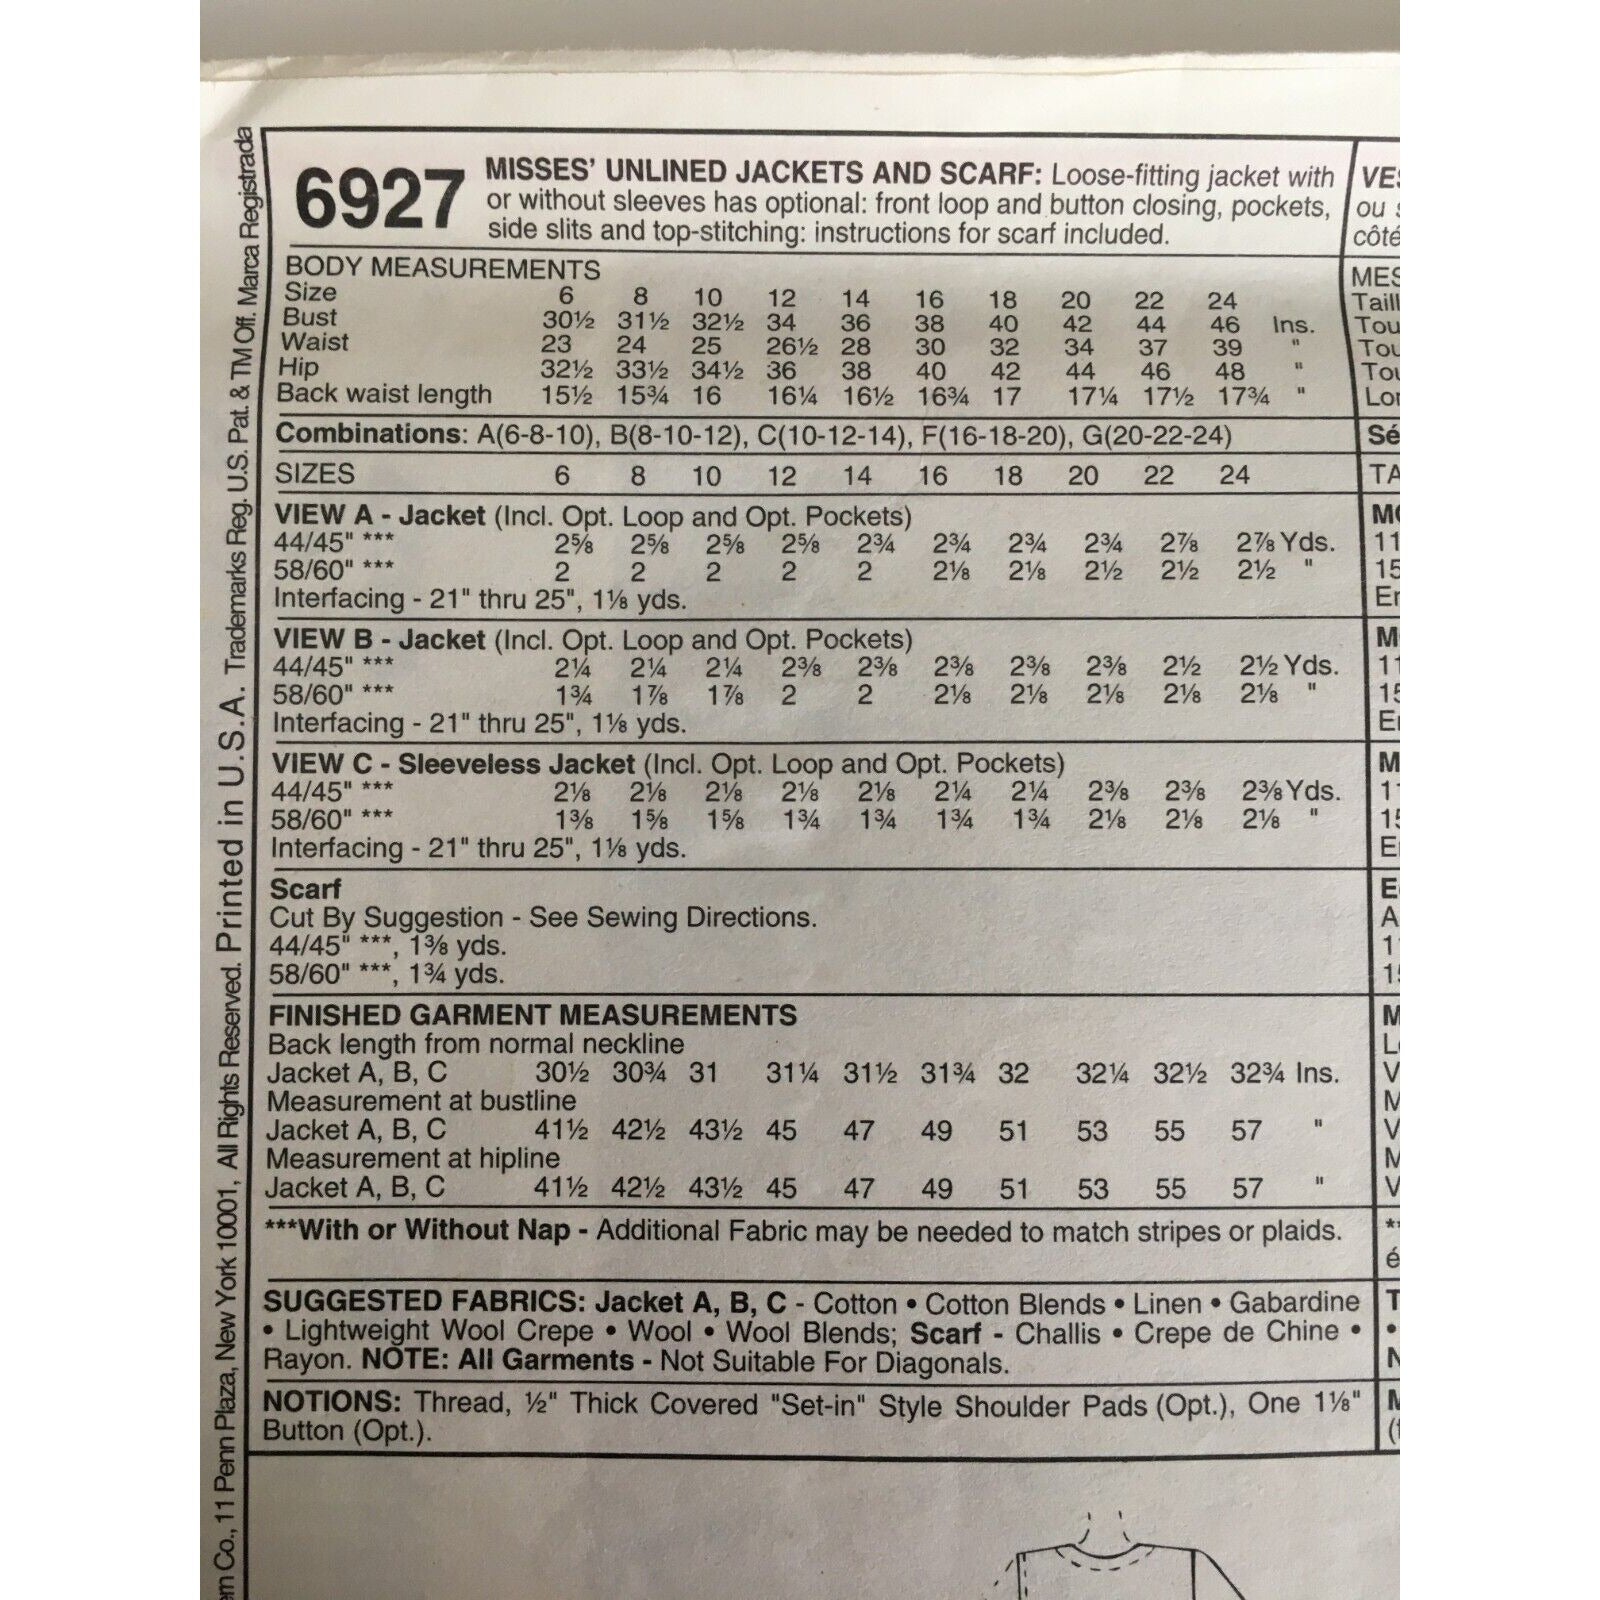 6927 MISSES' UNLINED JACKETS AND SCARF: Loose-fitting jacket with
or without sleeves has optional: front loop and button closing, pockets,
side slits and top-stitching: instructions for scarf included.
BODY MEASUREMENTS
Size 6 8 10 12 14 16 18 20 22 24
Bust 30½ 31½ 32½ 34 36 38 40 42 44 46 Ins.
Waist 23 24 25 26½ 28 30 32 34 37 39 "
Hip 32½ 33½ 34½ 36 38 40 42 44 46 48 "
Back waist length 15½ 15¾ 16 16¼ 16½ 16¾ 17 17¼ 17½ 17¾ "
Combinations: A(6-8-10), B(8-10-12), C(10-12-14), F(16-18-20), G(20-22-24)
SIZES 6 8 10 12 14 16 18 20 22 24
VIEW A - Jacket (Incl. Opt. Loop and Opt. Pockets)
44/45" *** 2⅝ 2⅝ 2⅝ 2⅝ 2¾ 2¾ 2¾ 2¾ 2⅞ 2⅞ Yds.
58/60" *** 2 2 2 2 2 2⅛ 2⅛ 2½ 2½ 2½ "
Interfacing - 21" thru 25", 1⅛ yds.
VIEW B - Jacket (Incl. Opt. Loop and Opt. Pockets)
44/45" *** 2¼ 2¼ 2¼ 2⅜ 2⅜ 2⅜ 2⅜ 2⅜ 2½ 2½ Yds.
58/60" *** 1¾ 1⅞ 1⅞ 2 2 2⅛ 2⅛ 2⅛ 2⅛ 2⅛ "
Interfacing - 21" thru 25", 1⅛ yds.
VIEW C - Sleeveless Jacket (Incl. Opt. Loop and Opt. Pockets)
44/45" *** 2⅛ 2⅛ 2⅛ 2⅛ 2⅛ 2¼ 2¼ 2⅜ 2⅜ 2⅜ Yds.
58/60" *** 1⅜ 1⅝ 1⅝ 1¾ 1¾ 1¾ 1¾ 2⅛ 2⅛ 2⅛ "
Interfacing - 21" thru 25", 1⅛ yds.
Scarf
Cut By Suggestion - See Sewing Directions.
44/45" ***, 1⅜ yds.
58/60" ***, 1¾ yds.
FINISHED GARMENT MEASUREMENTS
Back length from normal neckline
Jacket A, B, C 30½ 30¾ 31 31¼ 31½ 31¾ 32 32¼ 32½ 32¾ Ins.
Measurement at bustline
Jacket A, B, C 41½ 42½ 43½ 45 47 49 51 53 55 57 "
Measurement at hipline
Jacket A, B, C 41½ 42½ 43½ 45 47 49 51 53 55 57 "
***With or Without Nap - Additional Fabric may be needed to match stripes or plaids.
SUGGESTED FABRICS: Jacket A, B, C - Cotton • Cotton Blends • Linen • Gabardine
• Lightweight Wool Crepe • Wool • Wool Blends; Scarf - Challis • Crepe de Chine •
Rayon. NOTE: All Garments - Not Suitable For Diagonals.
NOTIONS: Thread, ½" Thick Covered "Set-in" Style Shoulder Pads (Opt.), One 1⅛"
Button (Opt.).
Co., 11 Penn Plaza, New York 10001, All Rights Reserved. Printed in U.S.A. Trademarks Reg. U.S. Pat. & TM Off. Marca Registrada
ou
côté